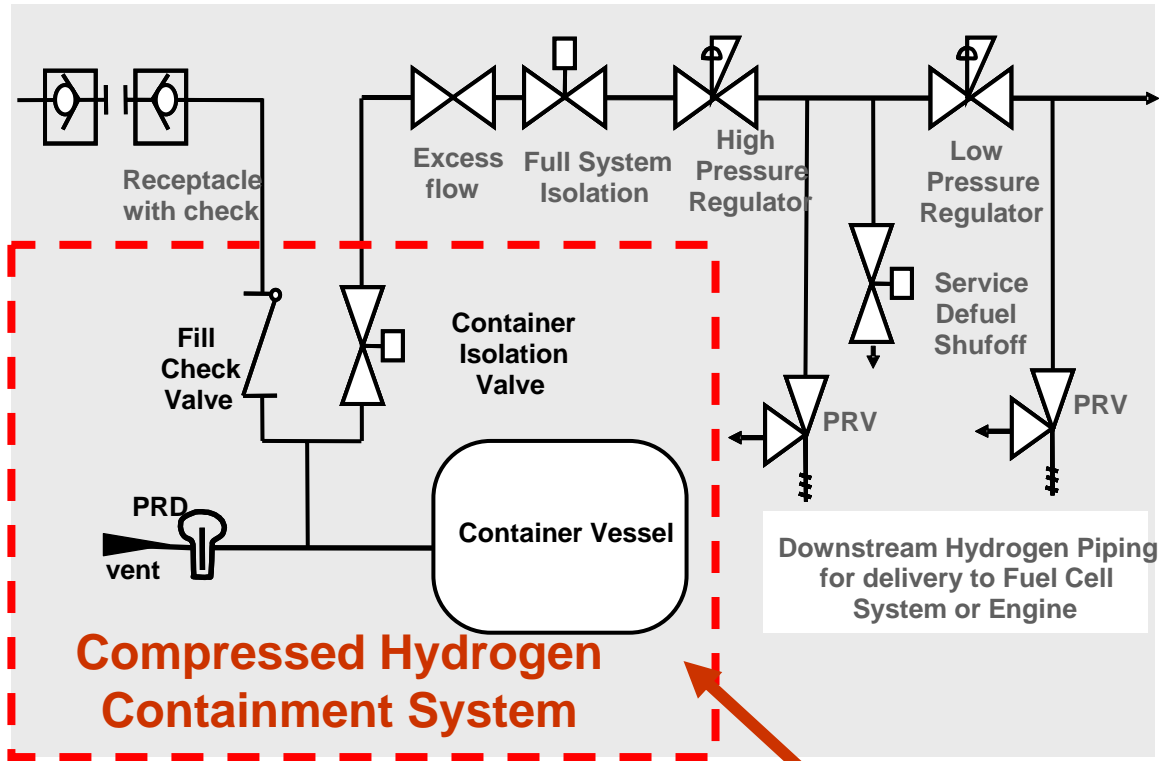 Receptacle
with check
Excess
flow
Full System
Isolation
High
Pressure
Regulator
Low
Pressure
Regulator
Fill
Check
Valve
Container
Isolation
Valve
Service
Defuel
Shufoff
PRV
PRV
PRD
vent
Container Vessel
Downstream Hydrogen Piping
for delivery to Fuel Cell
System or Engine
Compressed Hydrogen
Containment System